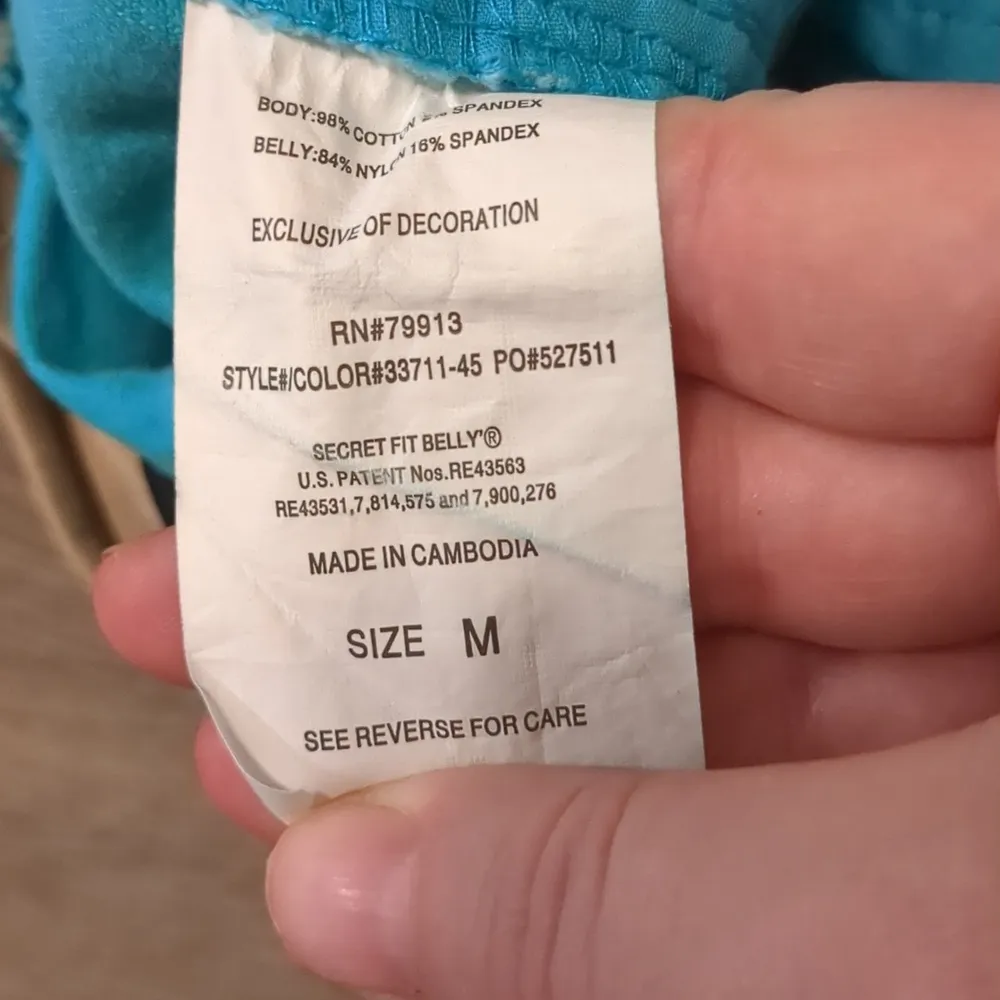 BODY:98% COTTON 2% SPANDEX
BELLY:84% NYLON 16% SPANDEX
EXCLUSIVE OF DECORATION
RN#79913
STYLE#/COLOR#33711-45 PO#527511
SECRET FIT BELLY'®
U.S. PATENT Nos.RE43563
RE43531,7,814,575 and 7,900,276
MADE IN CAMBODIA
SIZE M
SEE REVERSE FOR CARE